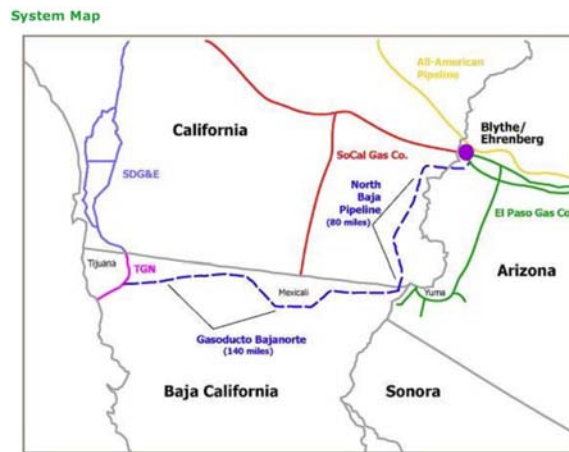 System Map
All-American
Pipeline
California
Blythe/
Ehrenberg
SoCal Gas Co.
SDG&E
North
Baja
Pipeline
(80 miles)
El Paso Gas Co.
Tijuana
TGN
Arizona
Mexicali
Yuma
Gasoducto Bajanorte
(140 miles)
Baja California
Sonora